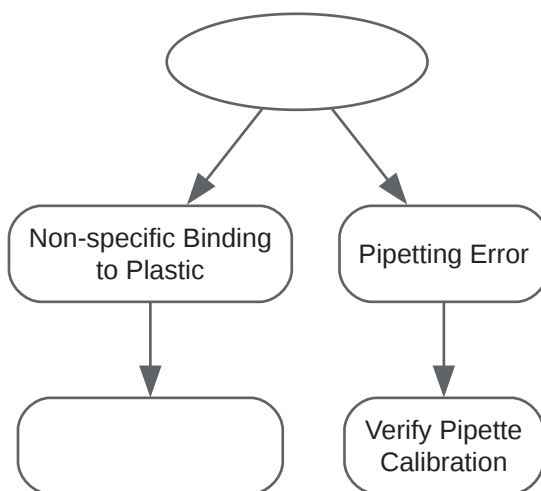 Non-specific Binding
to Plastic
Pipetting Error
Verify Pipette
Calibration